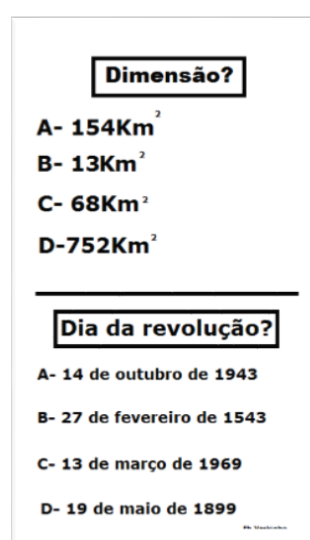 Dimensão?
A- 154Km²
B- 13Km²
C- 68Km²
D-752Km²
Dia da revolução?
A- 14 de outubro de 1943
B- 27 de fevereiro de 1543
C- 13 de março de 1969
D- 19 de maio de 1899